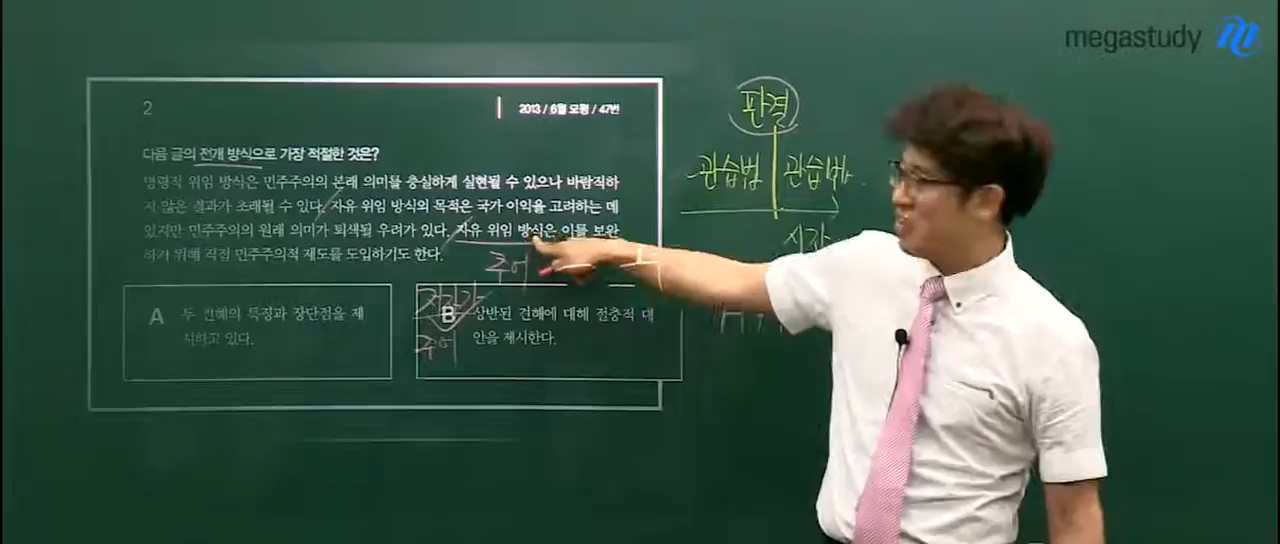 megastudy
2
2013 / 6월 모평 / 47번
다음 글의 전개 방식으로 가장 적절한 것은?
명령적 위임 방식은 민주주의의 본래 의미를 충실하게 실현될 수 있으나 바람직하
지 않은 결과가 초래될 수 있다. 자유 위임 방식의 목적은 국가 이익을 고려하는 데
있지만 민주주의의 원래 의미가 퇴색될 우려가 있다. 자유 위임 방식은 이를 보완
하기 위해 직접 민주주의적 제도를 도입하기도 한다.
주어
A 두 견해의 특징과 장단점을 제
시하고 있다.
B 상반된 견해에 대해 절충적 대
안을 제시한다.
주어
판결
관습법 관습법
시간